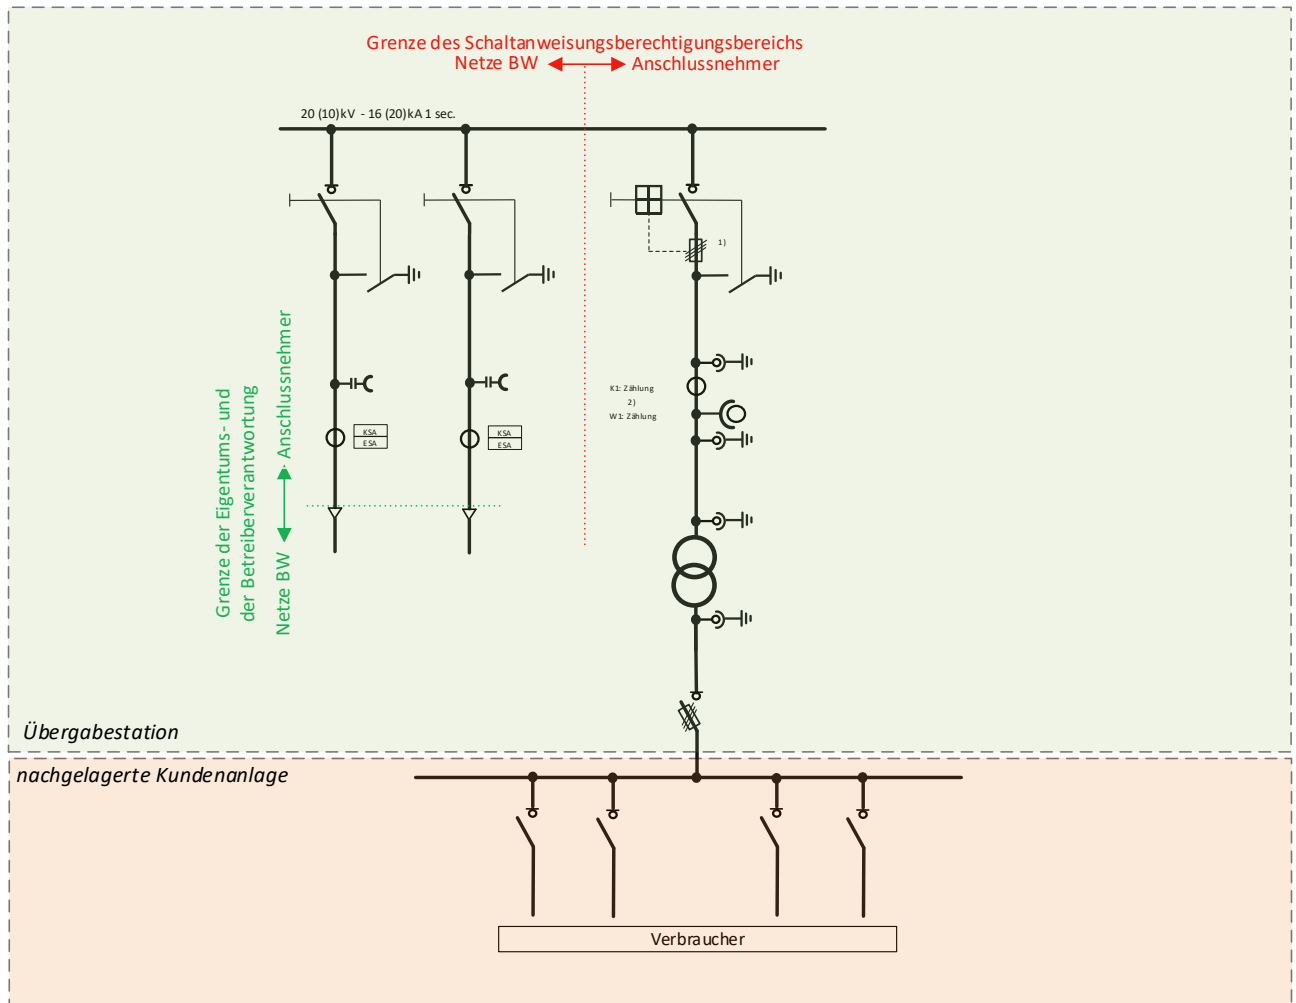 Grenze des Schaltanweisungsberechtigungsbereichs
Netze BW Anschlussnehmer
20 (10)kV - 16 (20)kA 1 sec.
1)
K1: Zählung
2)
W1: Zählung
KSA
ESA
KSA
ESA
Grenze der Eigentums- und
der Betreiberverantwortung
Netze BW Anschlussnehmer
Übergabestation
nachgelagerte Kundenanlage
Verbraucher